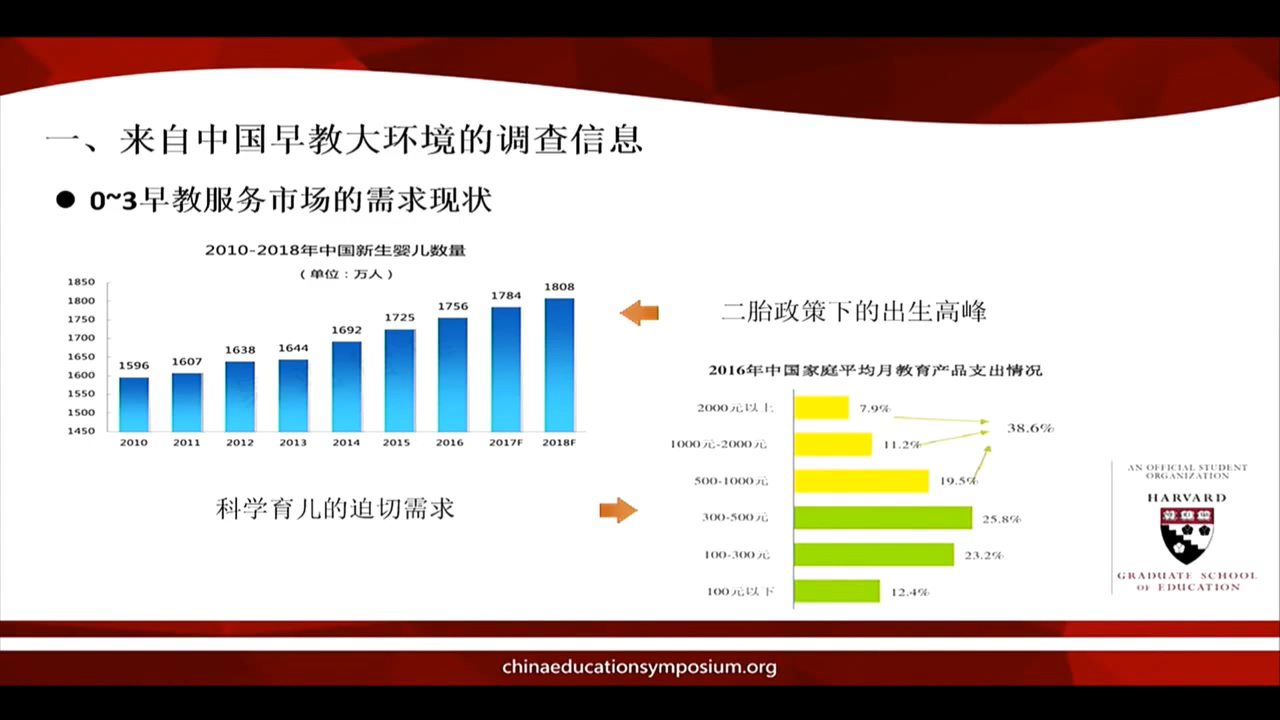 一、来自中国早教大环境的调查信息
● 0~3早教服务市场的需求现状
2010-2018年中国新生婴儿数量
（单位：万人）
1850
1800
1750
1700
1650
1600
1550
1500
1450
1596
1607
1638
1644
1692
1725
1756
1784
1808
2010
2011
2012
2013
2014
2015
2016
2017F
2018F
二胎政策下的出生高峰
科学育儿的迫切需求
2016年中国家庭平均月教育产品支出情况
2000元以上 7.9%
1000元-2000元 11.2%
500-1000元 19.5%
300-500元 25.8%
100-300元 23.2%
100元以下 12.4%
38.6%
AN OFFICIAL STUDENT
ORGANIZATION
HARVARD
GRADUATE SCHOOL
OF EDUCATION
chinaeducationsymposium.org